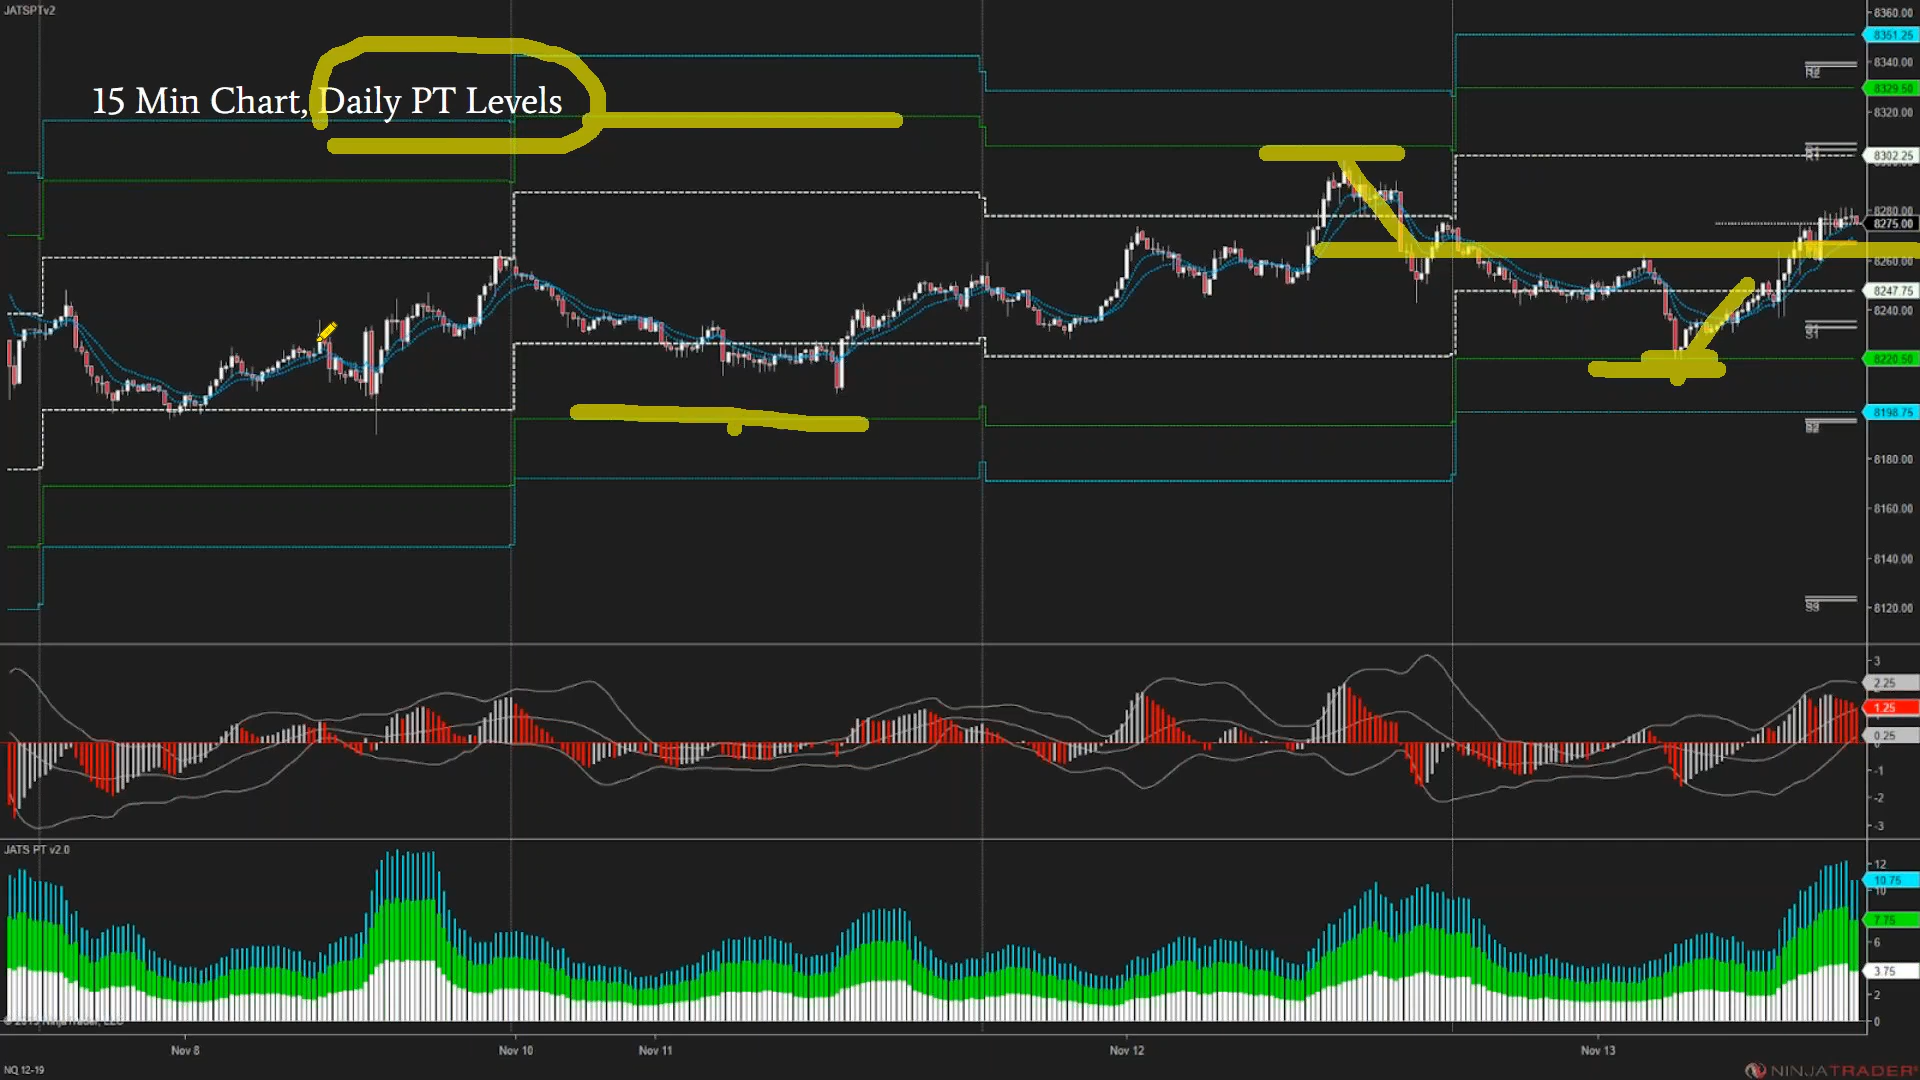 JATSPTv2
15 Min Chart, Daily PT Levels
8360.00
8351.25
8340.00
8329.50
8320.00
8302.25
8280.00
8275.00
8260.00
8247.75
8240.00
S1
8220.50
8198.75
8180.00
8160.00
8140.00
8120.00
S3
3
2.25
1.25
0.25
-1
-2
-3
JATS PT v2.0
12
10.75
10
7.75
6
3.75
2
0
Nov 8
Nov 10
Nov 11
Nov 12
Nov 13
NQ 12-19
NINJATRADER